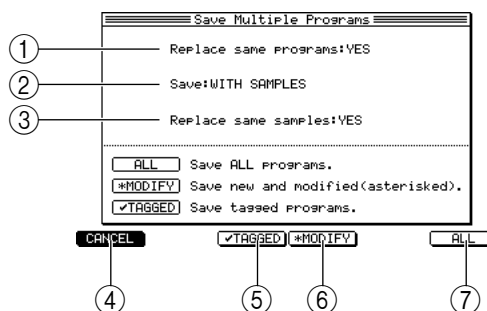 Save Multiple Programs
① Replace same programs:YES
② Save:WITH SAMPLES
③ Replace same samples:YES
ALL Save ALL programs.
*MODIFY Save new and modified(asterisked).
✔TAGGED Save tagged programs.
CANCEL ✔TAGGED *MODIFY ALL
④ ⑤ ⑥ ⑦